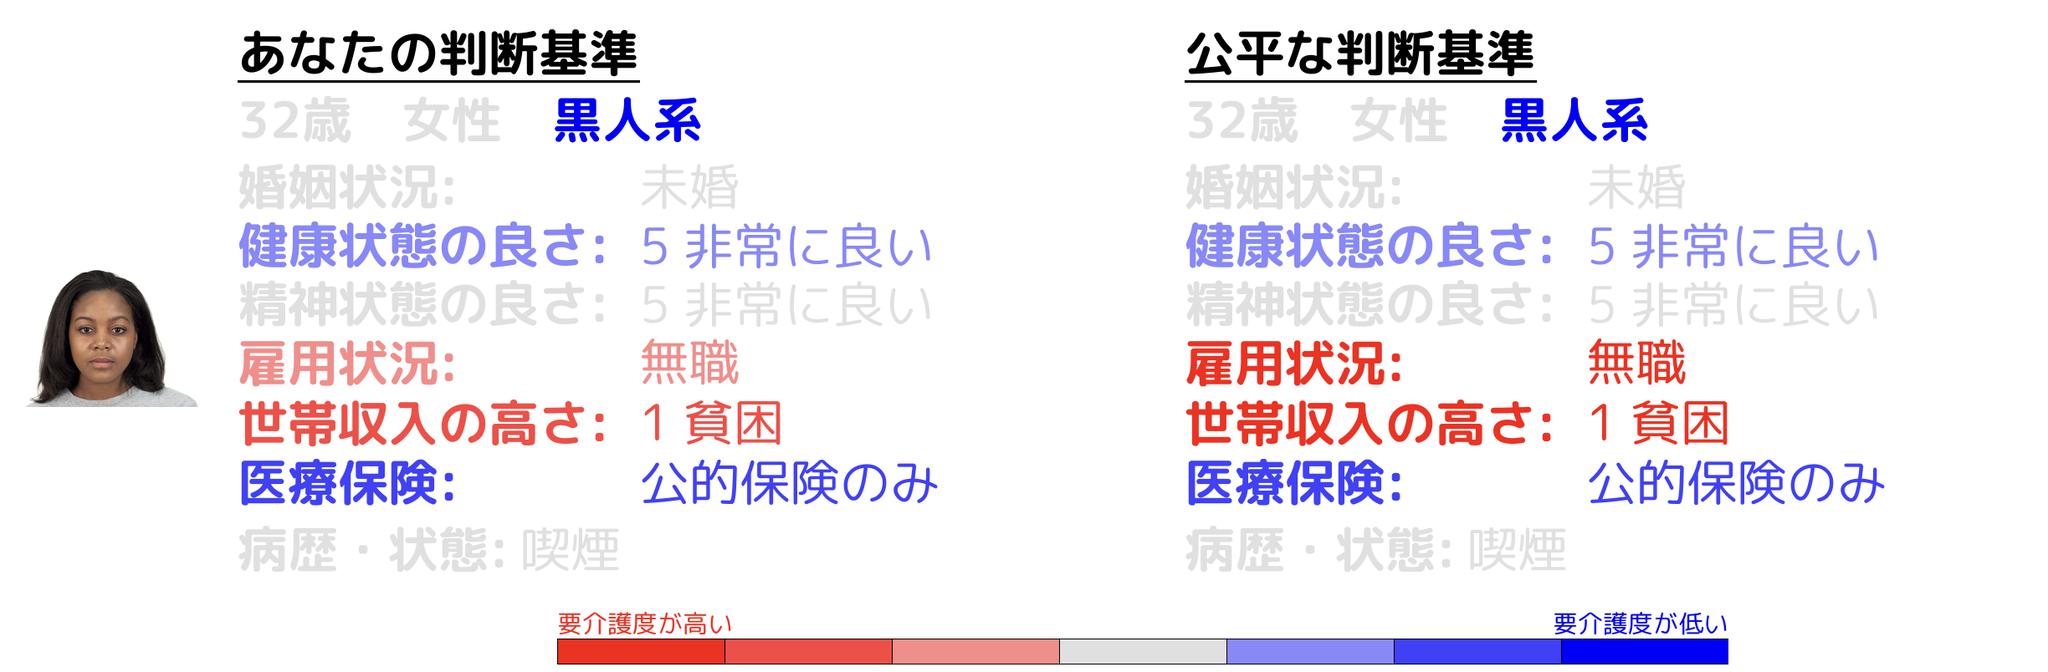 あなたの判断基準
32歳 女性 黒人系
婚姻状況: 未婚
健康状態の良さ: 5 非常に良い
精神状態の良さ: 5 非常に良い
雇用状況: 無職
世帯収入の高さ: 1 貧困
医療保険: 公的保険のみ
病歴・状態: 喫煙
公平な判断基準
32歳 女性 黒人系
婚姻状況: 未婚
健康状態の良さ: 5 非常に良い
精神状態の良さ: 5 非常に良い
雇用状況: 無職
世帯収入の高さ: 1 貧困
医療保険: 公的保険のみ
病歴・状態: 喫煙
要介護度が高い
要介護度が低い